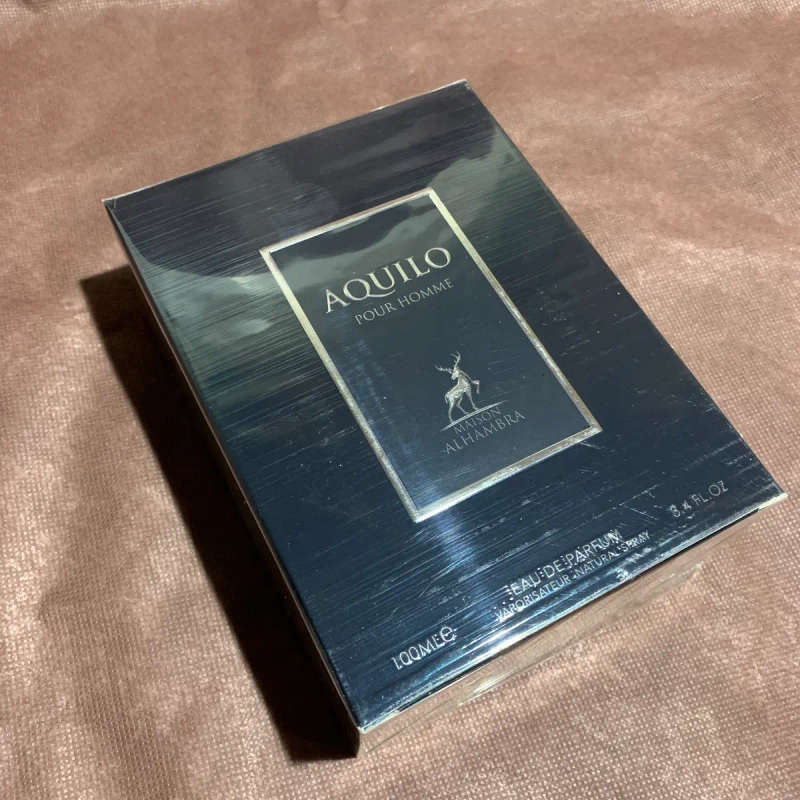 AQUILO
POUR HOMME
MAISON
ALHAMBRA
3.4 FL.OZ
EAU DE PARFUM
VAPORISATEUR - NATURAL SPRAY
100ML℮